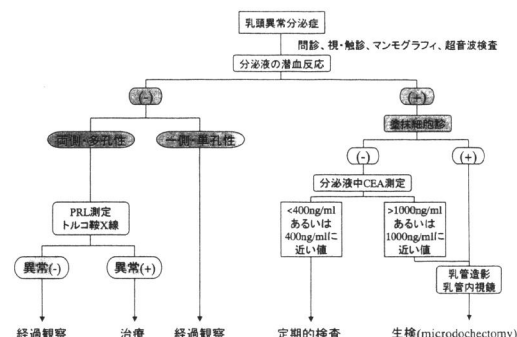 乳頭異常分泌症
問診、視・触診、マンモグラフィ、超音波検査
分泌液の潜血反応
(-)
(+)
両側・多孔性
一側・単孔性
塗抹細胞診
(-)
(+)
分泌液中CEA測定
PRL測定
トルコ鞍X線
<400ng/ml
あるいは
400ng/mlに
近い値
>1000ng/ml
あるいは
1000ng/mlに
近い値
異常(-)
異常(+)
乳管造影
乳管内視鏡
経過観察
治療
経過観察
定期的検査
生検(microdochectomy)